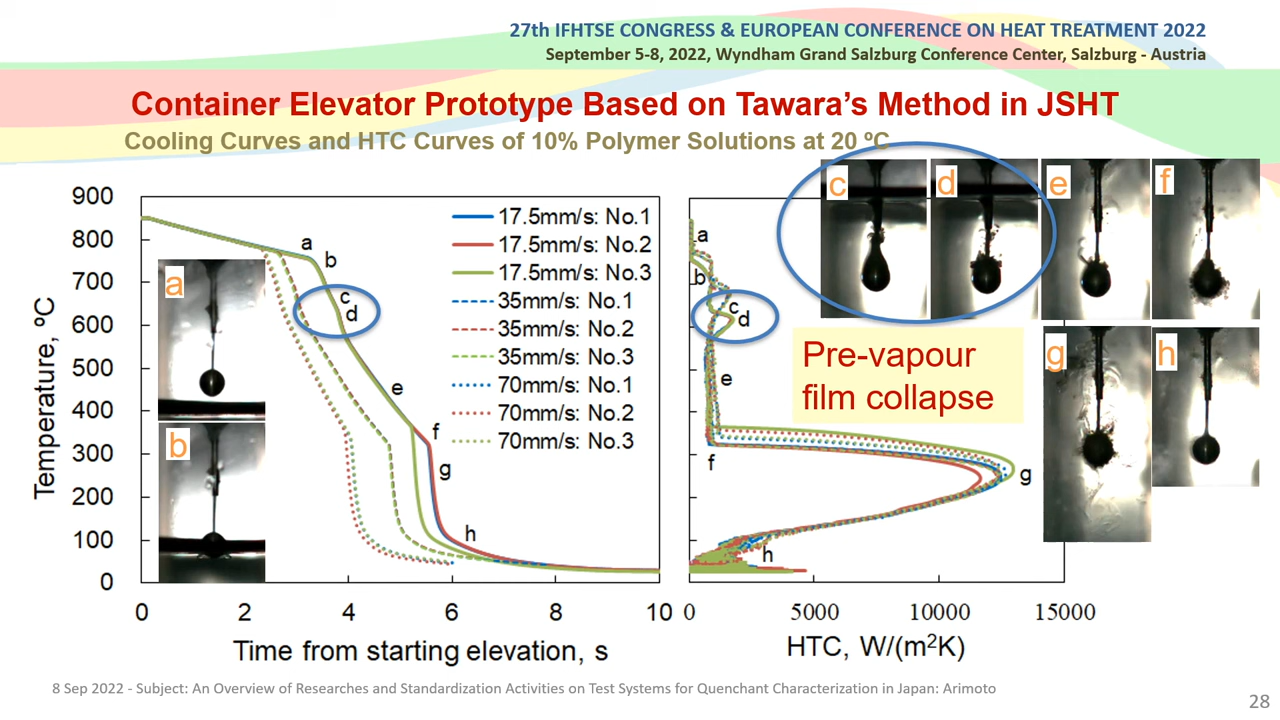 27th IFHTSE CONGRESS & EUROPEAN CONFERENCE ON HEAT TREATMENT 2022
September 5-8, 2022, Wyndham Grand Salzburg Conference Center, Salzburg - Austria
Container Elevator Prototype Based on Tawara's Method in JSHT
Cooling Curves and HTC Curves of 10% Polymer Solutions at 20 ºC
Temperature, ºC
900
800
700
600
500
400
300
200
100
0
0
2
4
6
8
10
Time from starting elevation, s
a
b
c
d
e
f
g
h
a
b
17.5mm/s: No.1
17.5mm/s: No.2
17.5mm/s: No.3
35mm/s: No.1
35mm/s: No.2
35mm/s: No.3
70mm/s: No.1
70mm/s: No.2
70mm/s: No.3
a
b
c
d
e
f
g
h
0
5000
10000
15000
HTC, W/(m²K)
c
d
e
f
g
h
Pre-vapour
film collapse
8 Sep 2022 - Subject: An Overview of Researches and Standardization Activities on Test Systems for Quenchant Characterization in Japan: Arimoto
28